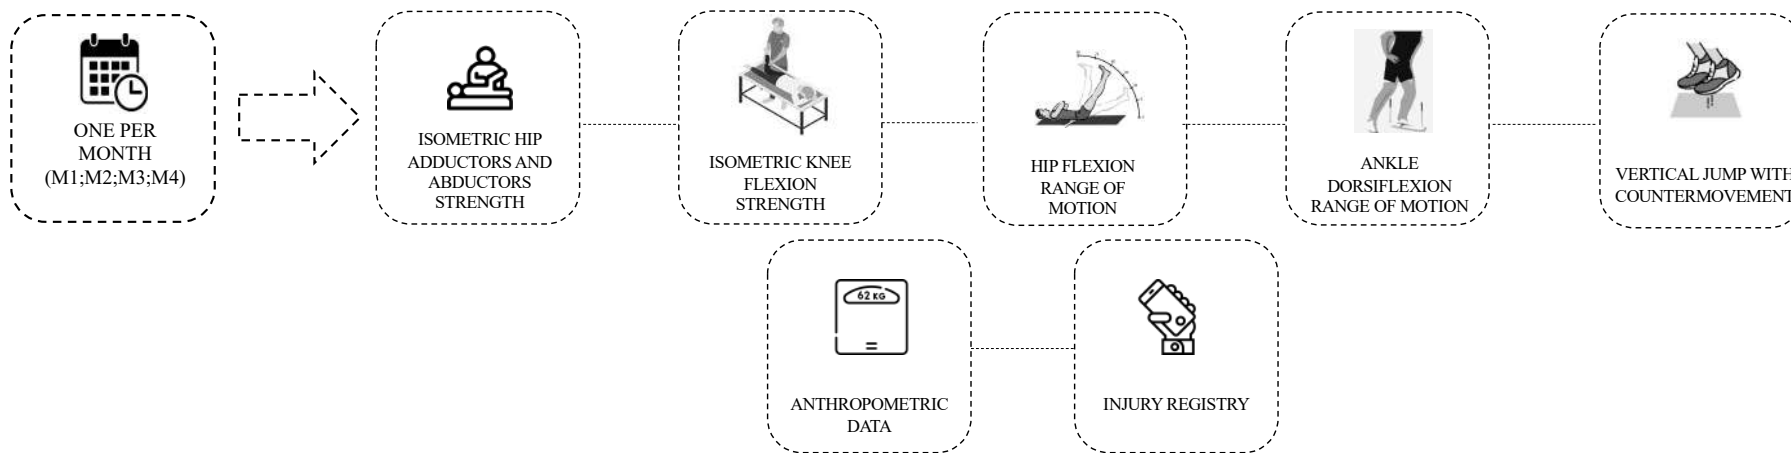 ONE PER
MONTH
(M1;M2;M3;M4)
ISOMETRIC HIP
ADDUCTORS AND
ABDUCTORS
STRENGTH
ISOMETRIC KNEE
FLEXION
STRENGTH
HIP FLEXION
RANGE OF
MOTION
ANKLE
DORSIFLEXION
RANGE OF MOTION
VERTICAL JUMP WITH
COUNTERMOVEMENT
62 KG
ANTHROPOMETRIC
DATA
INJURY REGISTRY